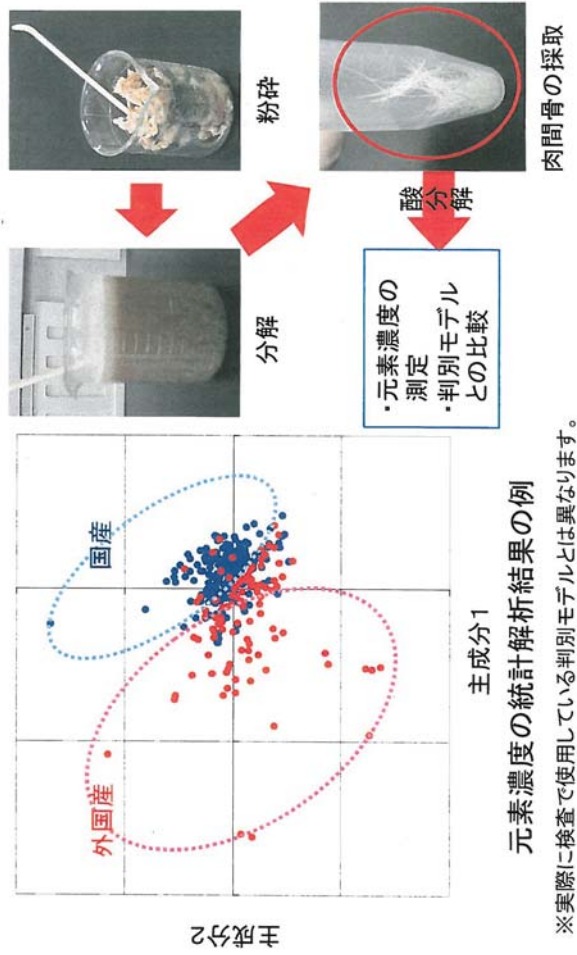 粉砕
分解
肉間骨の採取
酸分
解
・元素濃度の
測定
・判別モデル
との比較
国産
外国産
主成分2
主成分1
元素濃度の統計解析結果の例
※実際に検査で使用している判別モデルとは異なります。